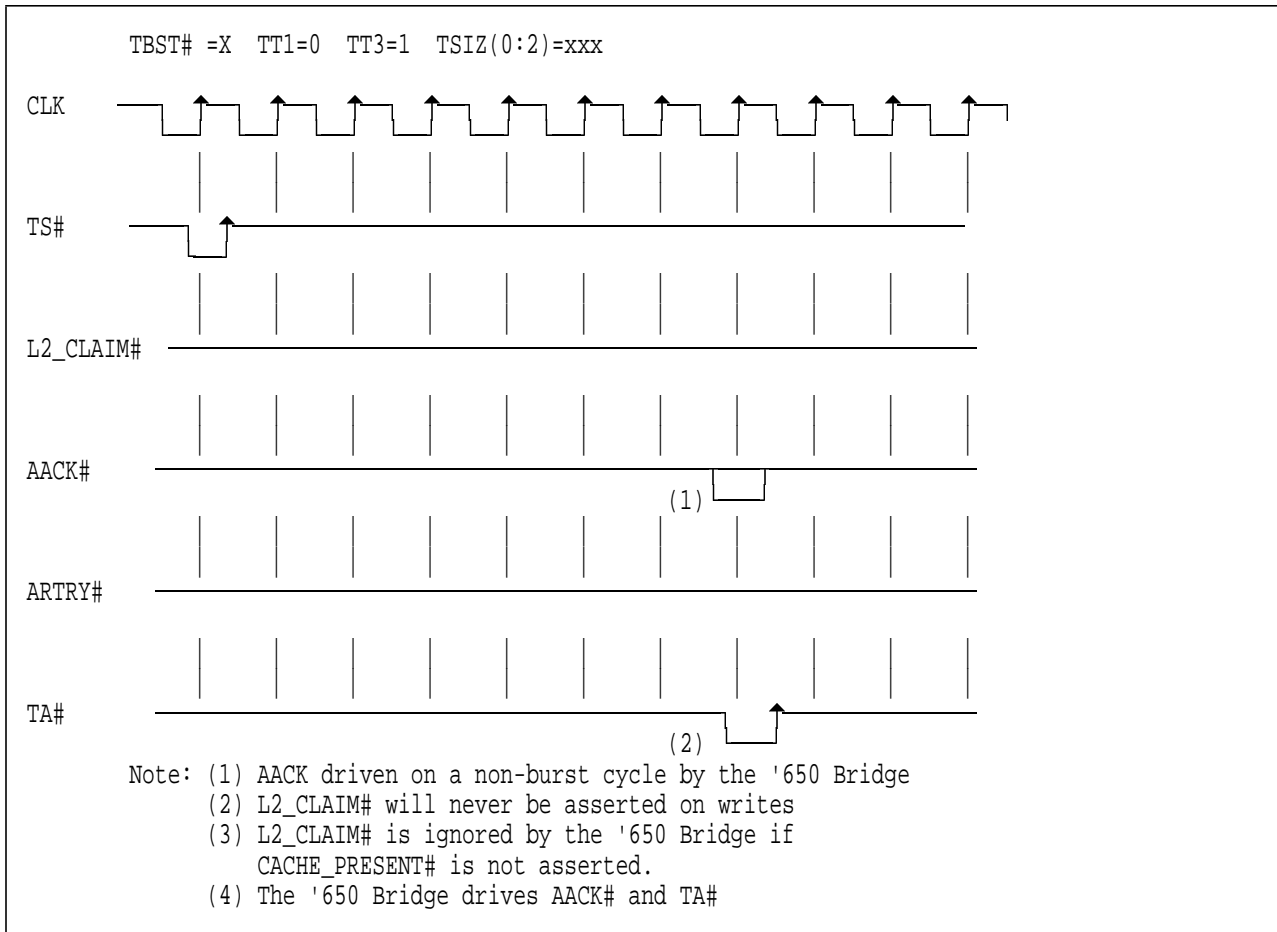 TBST# =X TT1=0 TT3=1 TSIZ(0:2)=xxx
CLK
TS#
L2_CLAIM#
AACK#
(1)
ARTRY#
TA#
(2)
Note: (1) AACK driven on a non-burst cycle by the '650 Bridge
(2) L2_CLAIM# will never be asserted on writes
(3) L2_CLAIM# is ignored by the '650 Bridge if
CACHE_PRESENT# is not asserted.
(4) The '650 Bridge drives AACK# and TA#